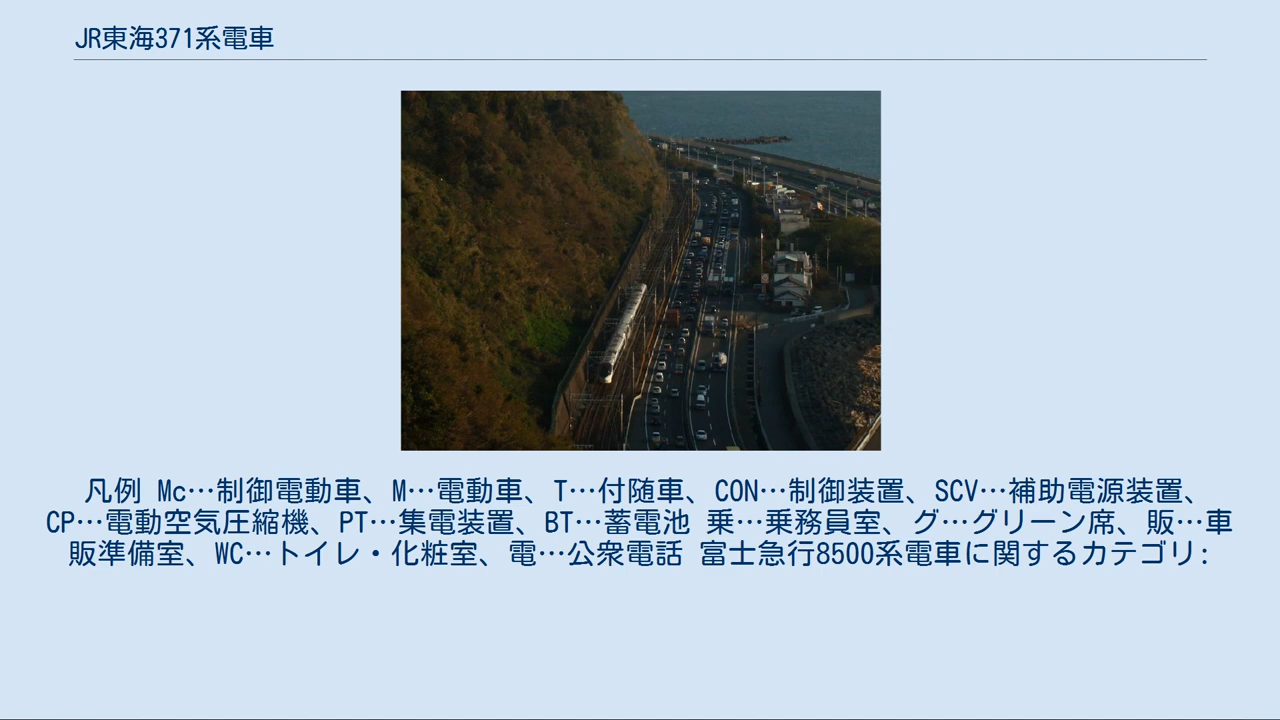 JR東海371系電車
凡例 Mc…制御電動車、M…電動車、T…付随車、CON…制御装置、SCV…補助電源装置、
CP…電動空気圧縮機、PT…集電装置、BT…蓄電池 乗…乗務員室、グ…グリーン席、販…車
販準備室、WC…トイレ・化粧室、電…公衆電話 富士急行8500系電車に関するカテゴリ: